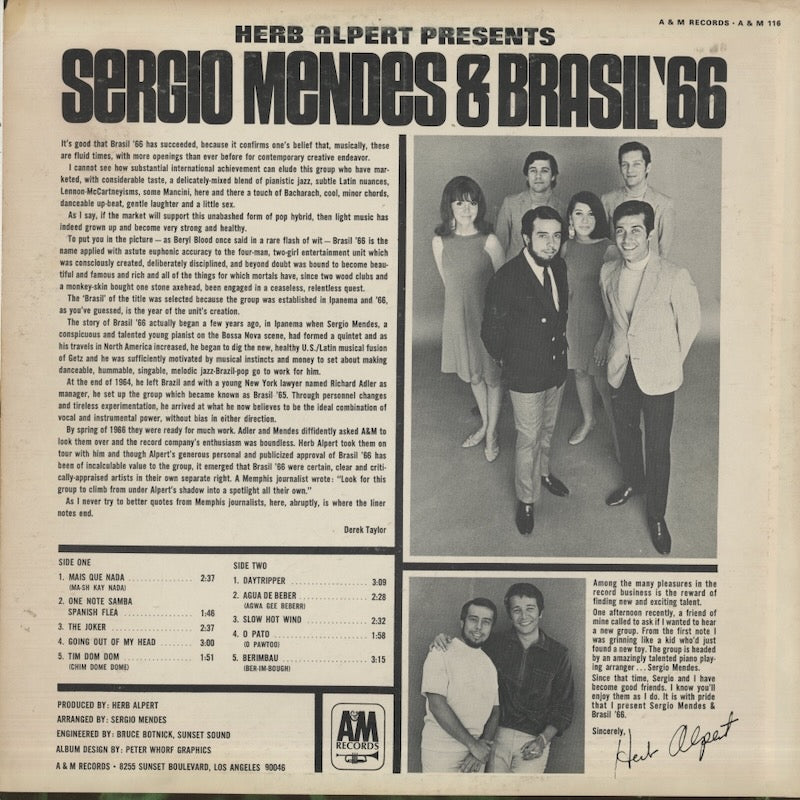 A & M RECORDS · A & M 116
HERB ALPERT PRESENTS
SERGIO MENDES & BRASIL '66
It's good that Brasil '66 has succeeded, because it confirms one's belief that, musically, these
are fluid times, with more openings than ever before for contemporary creative endeavor.
I cannot see how substantial international achievement can elude this group who have mar-
keted, with considerable taste, a delicately-mixed blend of pianistic jazz, subtle Latin nuances,
Lennon-McCartneyisms, some Mancini, here and there a touch of Bacharach, cool, minor chords,
danceable up-beat, gentle laughter and a little sex.
As I say, if the market will support this unabashed form of pop hybrid, then light music has
indeed grown up and become very strong and healthy.
To put you in the picture — as Beryl Blood once said in a rare flash of wit — Brasil '66 is the
name applied with astute euphonic accuracy to the four-man, two-girl entertainment unit which
was consciously created, deliberately disciplined, and beyond doubt was bound to become beau-
tiful and famous and rich and all of the things for which mortals have, since two wood clubs and
a monkey-skin bought one stone axehead, been engaged in a ceaseless, relentless quest.
The 'Brasil' of the title was selected because the group was established in Ipanema and '66,
as you've guessed, is the year of the unit's creation.
The story of Brasil '66 actually began a few years ago, in Ipanema when Sergio Mendes, a
conspicuous and talented young pianist on the Bossa Nova scene, had formed a quintet and as
his travels in North America increased, he began to dig the new, healthy U.S./Latin musical fusion
of Getz and he was sufficiently motivated by musical instincts and money to set about making
danceable, hummable, singable, melodic jazz-Brazil-pop go to work for him.
At the end of 1964, he left Brazil and with a young New York lawyer named Richard Adler as
manager, he set up the group which became known as Brasil '65. Through personnel changes
and tireless experimentation, he arrived at what he now believes to be the ideal combination of
vocal and instrumental power, without bias in either direction.
By spring of 1966 they were ready for much work. Adler and Mendes diffidently asked A&M to
look them over and the record company's enthusiasm was boundless. Herb Alpert took them on
tour with him and though Alpert's generous personal and publicized approval of Brasil '66 has
been of incalculable value to the group, it emerged that Brasil '66 were certain, clear and criti-
cally-appraised artists in their own separate right. A Memphis journalist wrote: "Look for this
group to climb from under Alpert's shadow into a spotlight all their own."
As I never try to better quotes from Memphis journalists, here, abruptly, is where the liner
notes end.
Derek Taylor
SIDE ONE
1. MAIS QUE NADA 2:37
(MA-SH KAY NADA)
2. ONE NOTE SAMBA
SPANISH FLEA 1:46
3. THE JOKER 2:37
4. GOING OUT OF MY HEAD 3:00
5. TIM DOM DOM 1:51
(CHIM DOME DOME)
SIDE TWO
1. DAYTRIPPER 3:09
2. AGUA DE BEBER 2:28
(AGWA GEE BEBERR)
3. SLOW HOT WIND 2:32
4. O PATO 1:58
(O PAWTOO)
5. BERIMBAU 3:15
(BER-IM-BOUGH)
PRODUCED BY: HERB ALPERT
ARRANGED BY: SERGIO MENDES
ENGINEERED BY: BRUCE BOTNICK, SUNSET SOUND
ALBUM DESIGN BY: PETER WHORF GRAPHICS
A & M RECORDS • 8255 SUNSET BOULEVARD, LOS ANGELES 90046
A&M
RECORDS
Among the many pleasures in the
record business is the reward of
finding new and exciting talent.
One afternoon recently, a friend of
mine called to ask if I wanted to hear
a new group. From the first note I
was grinning like a kid who'd just
found a new toy. The group is headed
by an amazingly talented piano play-
ing arranger . . . Sergio Mendes.
Since that time, Sergio and I have
become good friends. I know you'll
enjoy them as I do. It is with pride
that I present Sergio Mendes &
Brasil '66.
Sincerely,
Herb Alpert